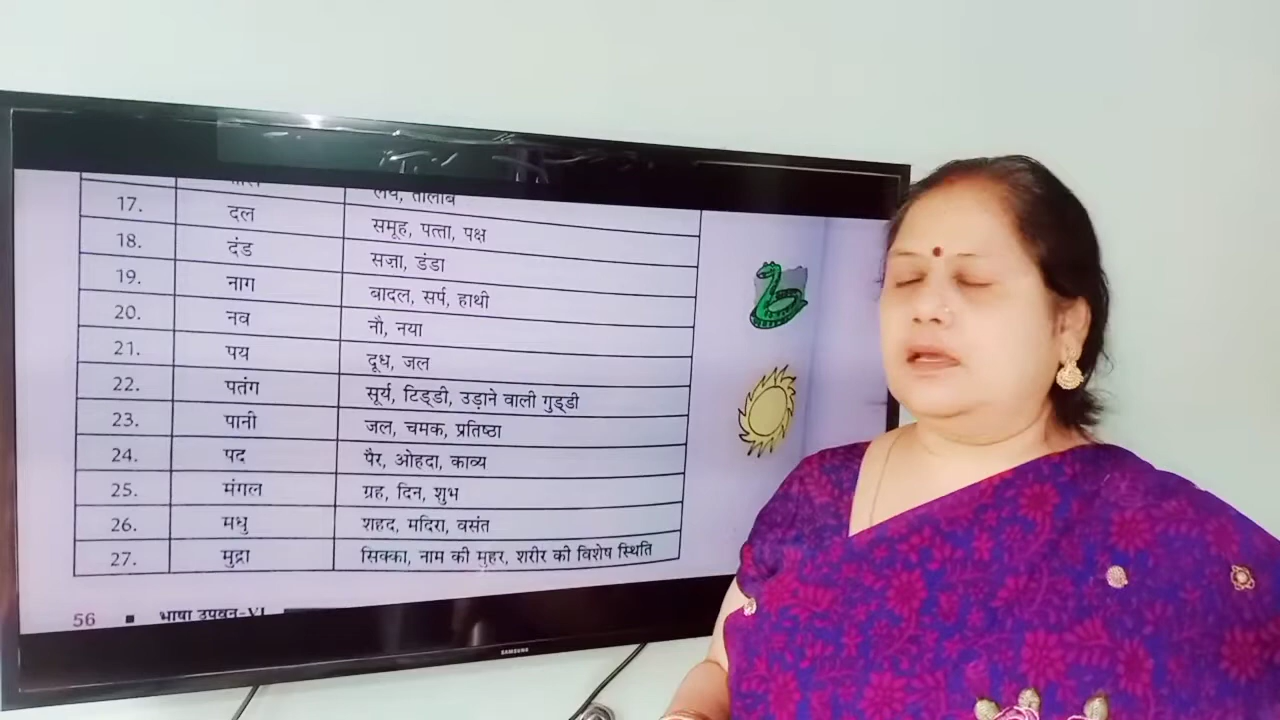 लय, तालाब
17. दल समूह, पत्ता, पक्ष
18. दंड सज़ा, डंडा
19. नाग बादल, सर्प, हाथी
20. नव नौ, नया
21. पय दूध, जल
22. पतंग सूर्य, टिड्डी, उड़ाने वाली गुड्डी
23. पानी जल, चमक, प्रतिष्ठा
24. पद पैर, ओहदा, काव्य
25. मंगल ग्रह, दिन, शुभ
26. मधु शहद, मदिरा, वसंत
27. मुद्रा सिक्का, नाम की मुहर, शरीर की विशेष स्थिति
56 ■ भाषा उपवन-VI
SAMSUNG